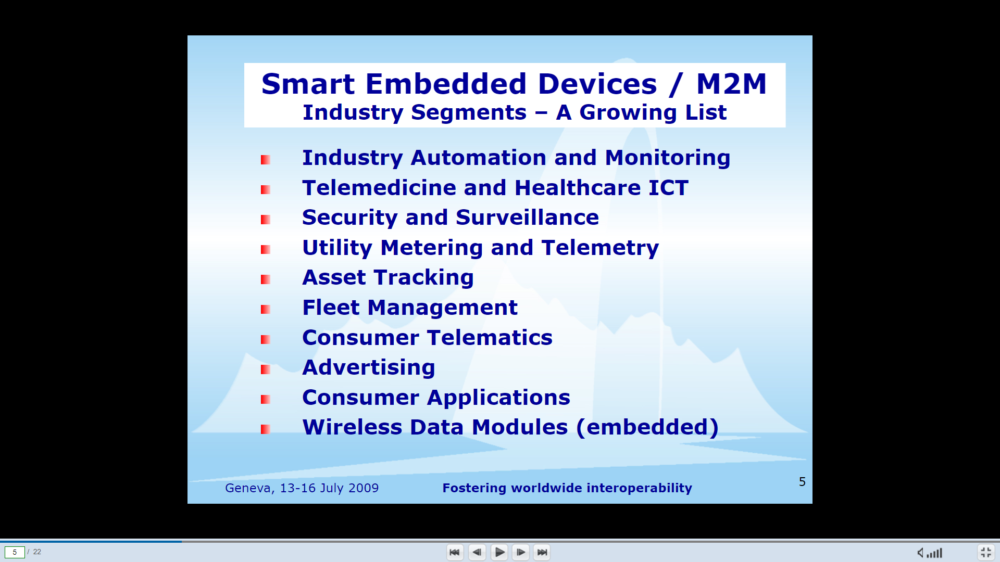 Smart Embedded Devices / M2M
Industry Segments – A Growing List
Industry Automation and Monitoring
Telemedicine and Healthcare ICT
Security and Surveillance
Utility Metering and Telemetry
Asset Tracking
Fleet Management
Consumer Telematics
Advertising
Consumer Applications
Wireless Data Modules (embedded)
Geneva, 13-16 July 2009
Fostering worldwide interoperability
5
5 / 22